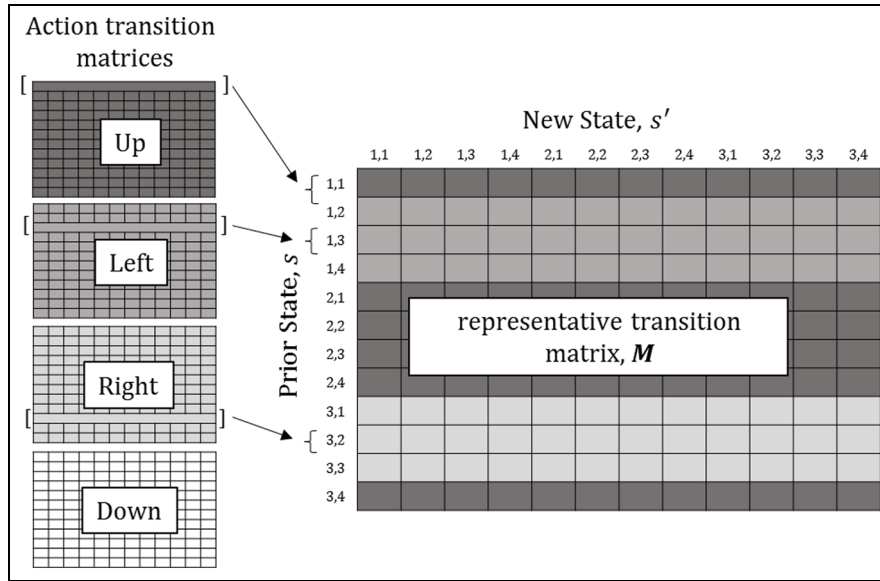 Action transition
matrices
[ ]
Up
[ ]
Left
Right
[ ]
Down
New State, s′
1,1 1,2 1,3 1,4 2,1 2,2 2,3 2,4 3,1 3,2 3,3 3,4
Prior State, s
1,1
1,2
1,3
1,4
2,1
2,2
2,3
2,4
3,1
3,2
3,3
3,4
representative transition
matrix, M